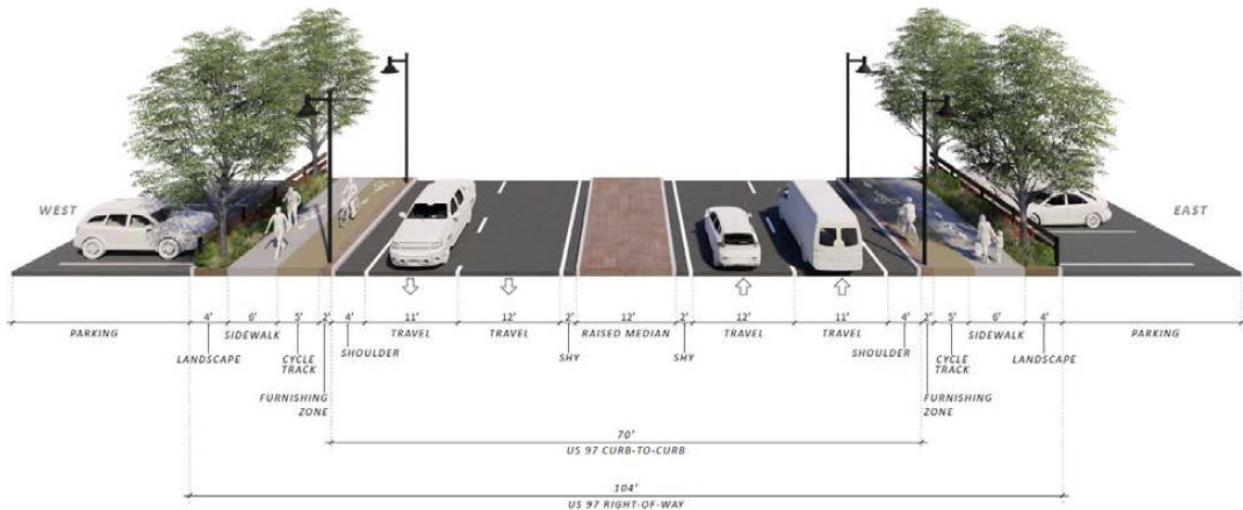 WEST
EAST
4' 6' 5' 2' 4' 11' 12' 2' 12' 2' 12' 11' 4' 2' 5' 6' 4'
PARKING SIDEWALK TRAVEL TRAVEL RAISED MEDIAN TRAVEL TRAVEL SIDEWALK PARKING
LANDSCAPE CYCLE TRACK SHOULDER SHY SHY SHOULDER CYCLE TRACK LANDSCAPE
FURNISHING ZONE FURNISHING ZONE
70'
US 97 CURB-TO-CURB
104'
US 97 RIGHT-OF-WAY